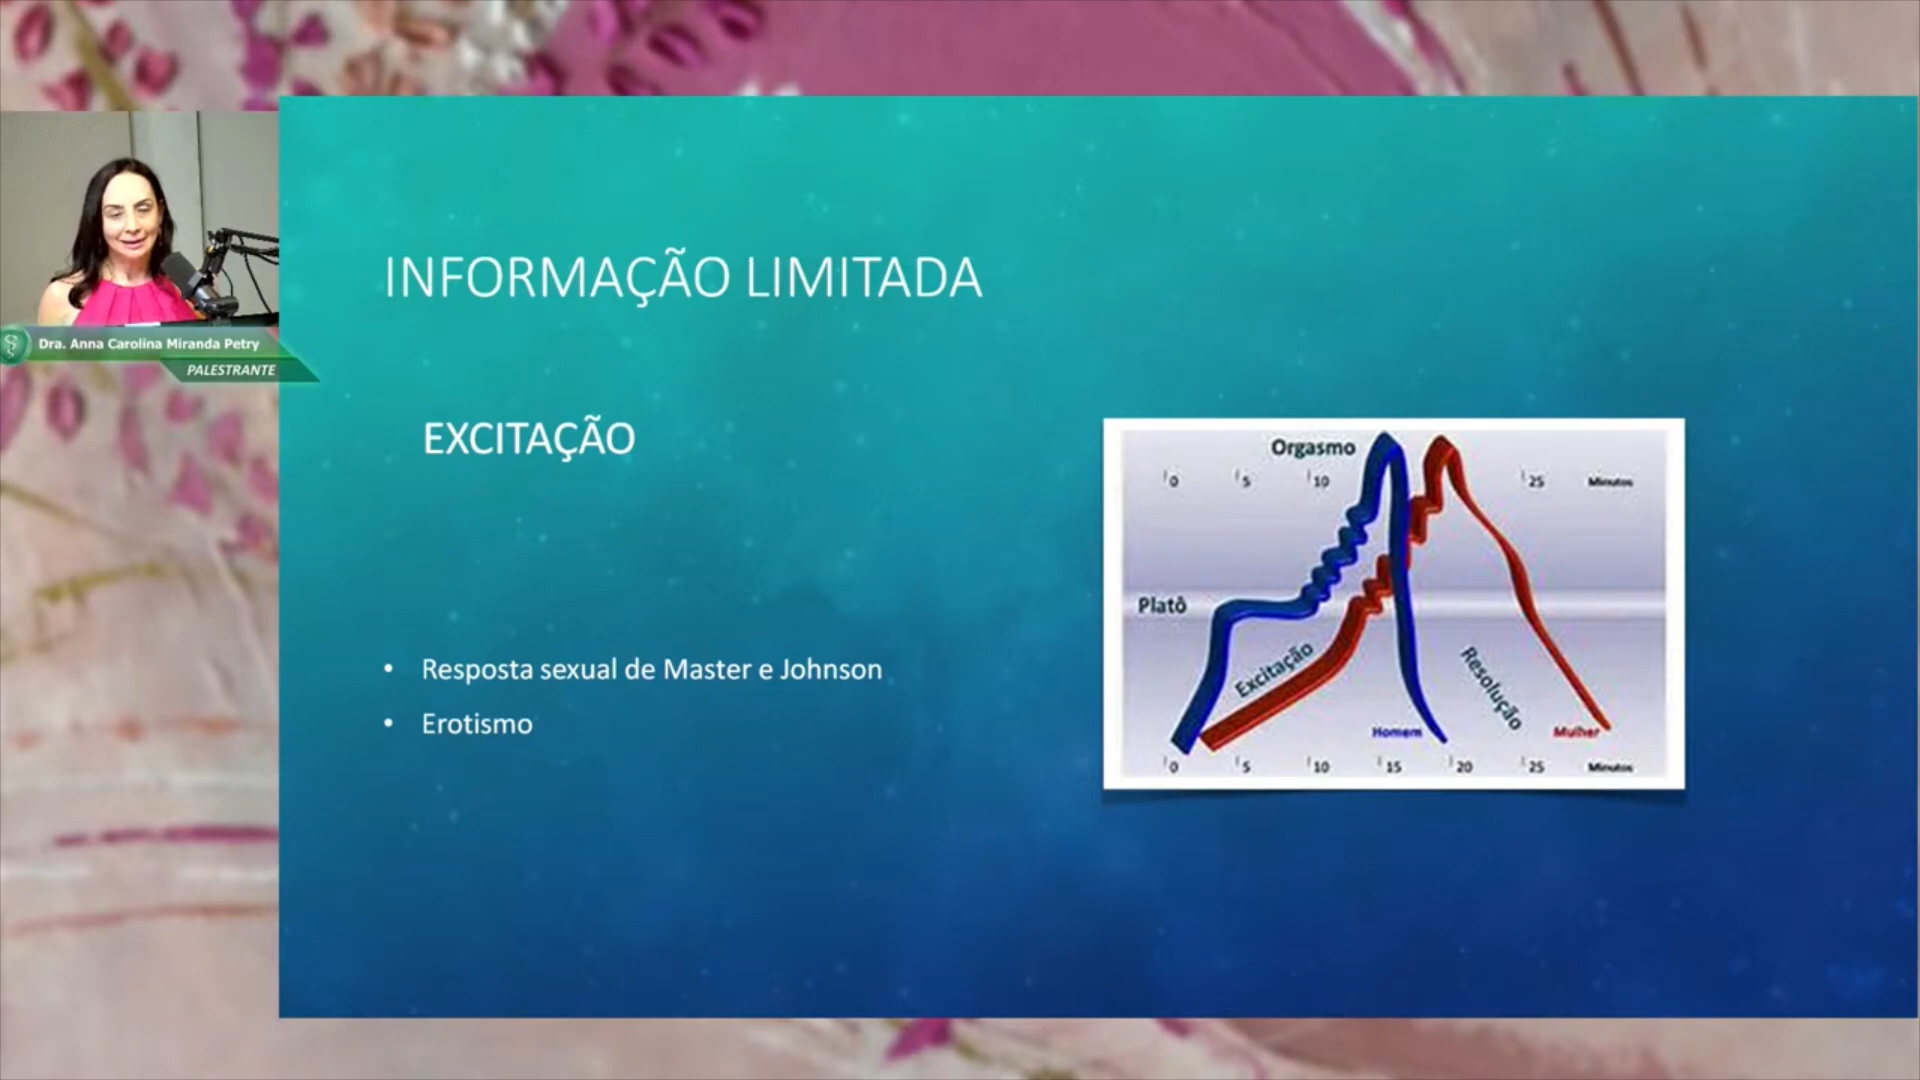 Dra. Anna Carolina Miranda Petry
PALESTRANTE
INFORMAÇÃO LIMITADA
EXCITAÇÃO
• Resposta sexual de Master e Johnson
• Erotismo
Orgasmo
0 5 10 25 Minutos
Platô
Excitação
Resolução
Homem
Mulher
0 5 10 15 20 25 Minutos